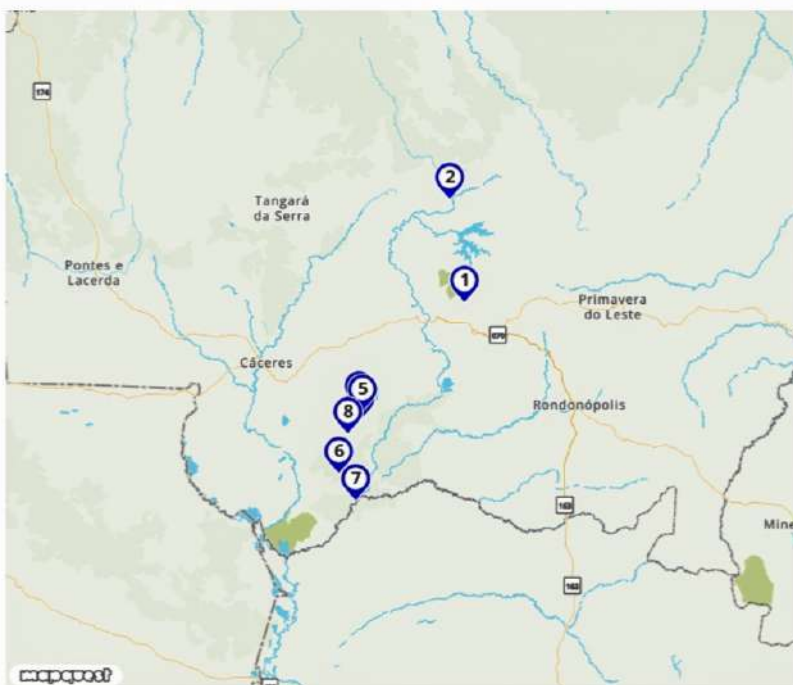 174
2
Tangará
da Serra
Pontes e
Lacerda
1
Primavera
do Leste
070
Cáceres
5
8
Rondonópolis
6
7
163
Mine
163
mapquest